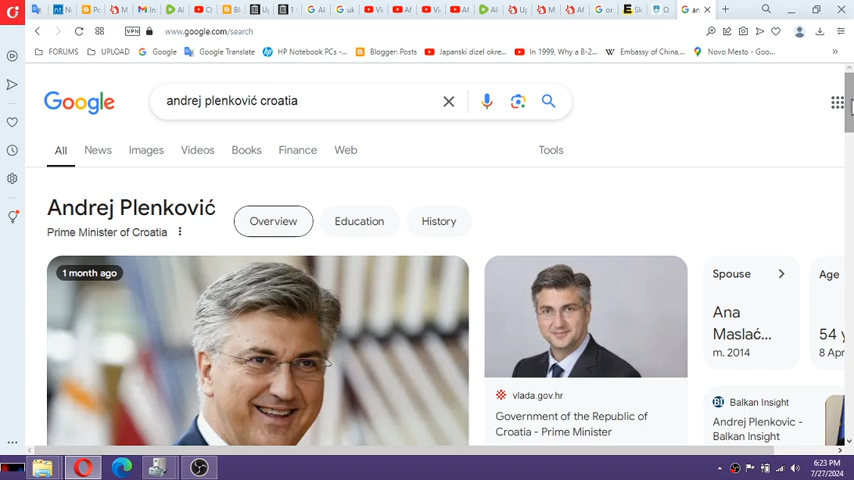 www.google.com/search
VPN
FORUMS
UPLOAD
Google
Google Translate
HP Notebook PCs -...
Blogger: Posts
Japanski dizel okre...
In 1999, Why a B-2...
Embassy of China,...
Novo Mesto - Goo...
Google
andrej plenković croatia
All
News
Images
Videos
Books
Finance
Web
Tools
Andrej Plenković
Prime Minister of Croatia
Overview
Education
History
1 month ago
vlada.gov.hr
Government of the Republic of
Croatia - Prime Minister
Spouse
Ana
Maslać...
m. 2014
Age
54 y
8 Apr
Balkan Insight
Andrej Plenkovic -
Balkan Insight
6:23 PM
7/27/2024